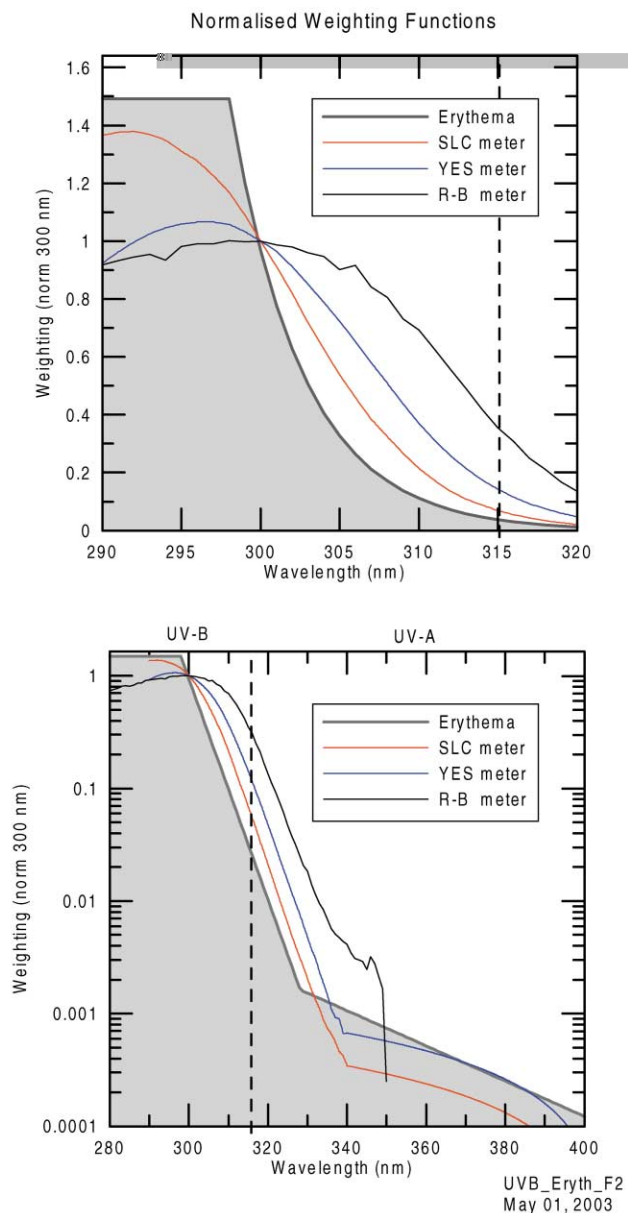 Normalised Weighting Functions
1.6
1.4
1.2
1
0.8
0.6
0.4
0.2
0
Weighting (norm 300 nm)
Erythema
SLC meter
YES meter
R-B meter
290 295 300 305 310 315 320
Wavelength (nm)
UV-B UV-A
1
0.1
0.01
0.001
0.0001
Weighting (norm 300 nm)
Erythema
SLC meter
YES meter
R-B meter
280 300 320 340 360 380 400
Wavelength (nm)
UVB_Eryth_F2
May 01, 2003